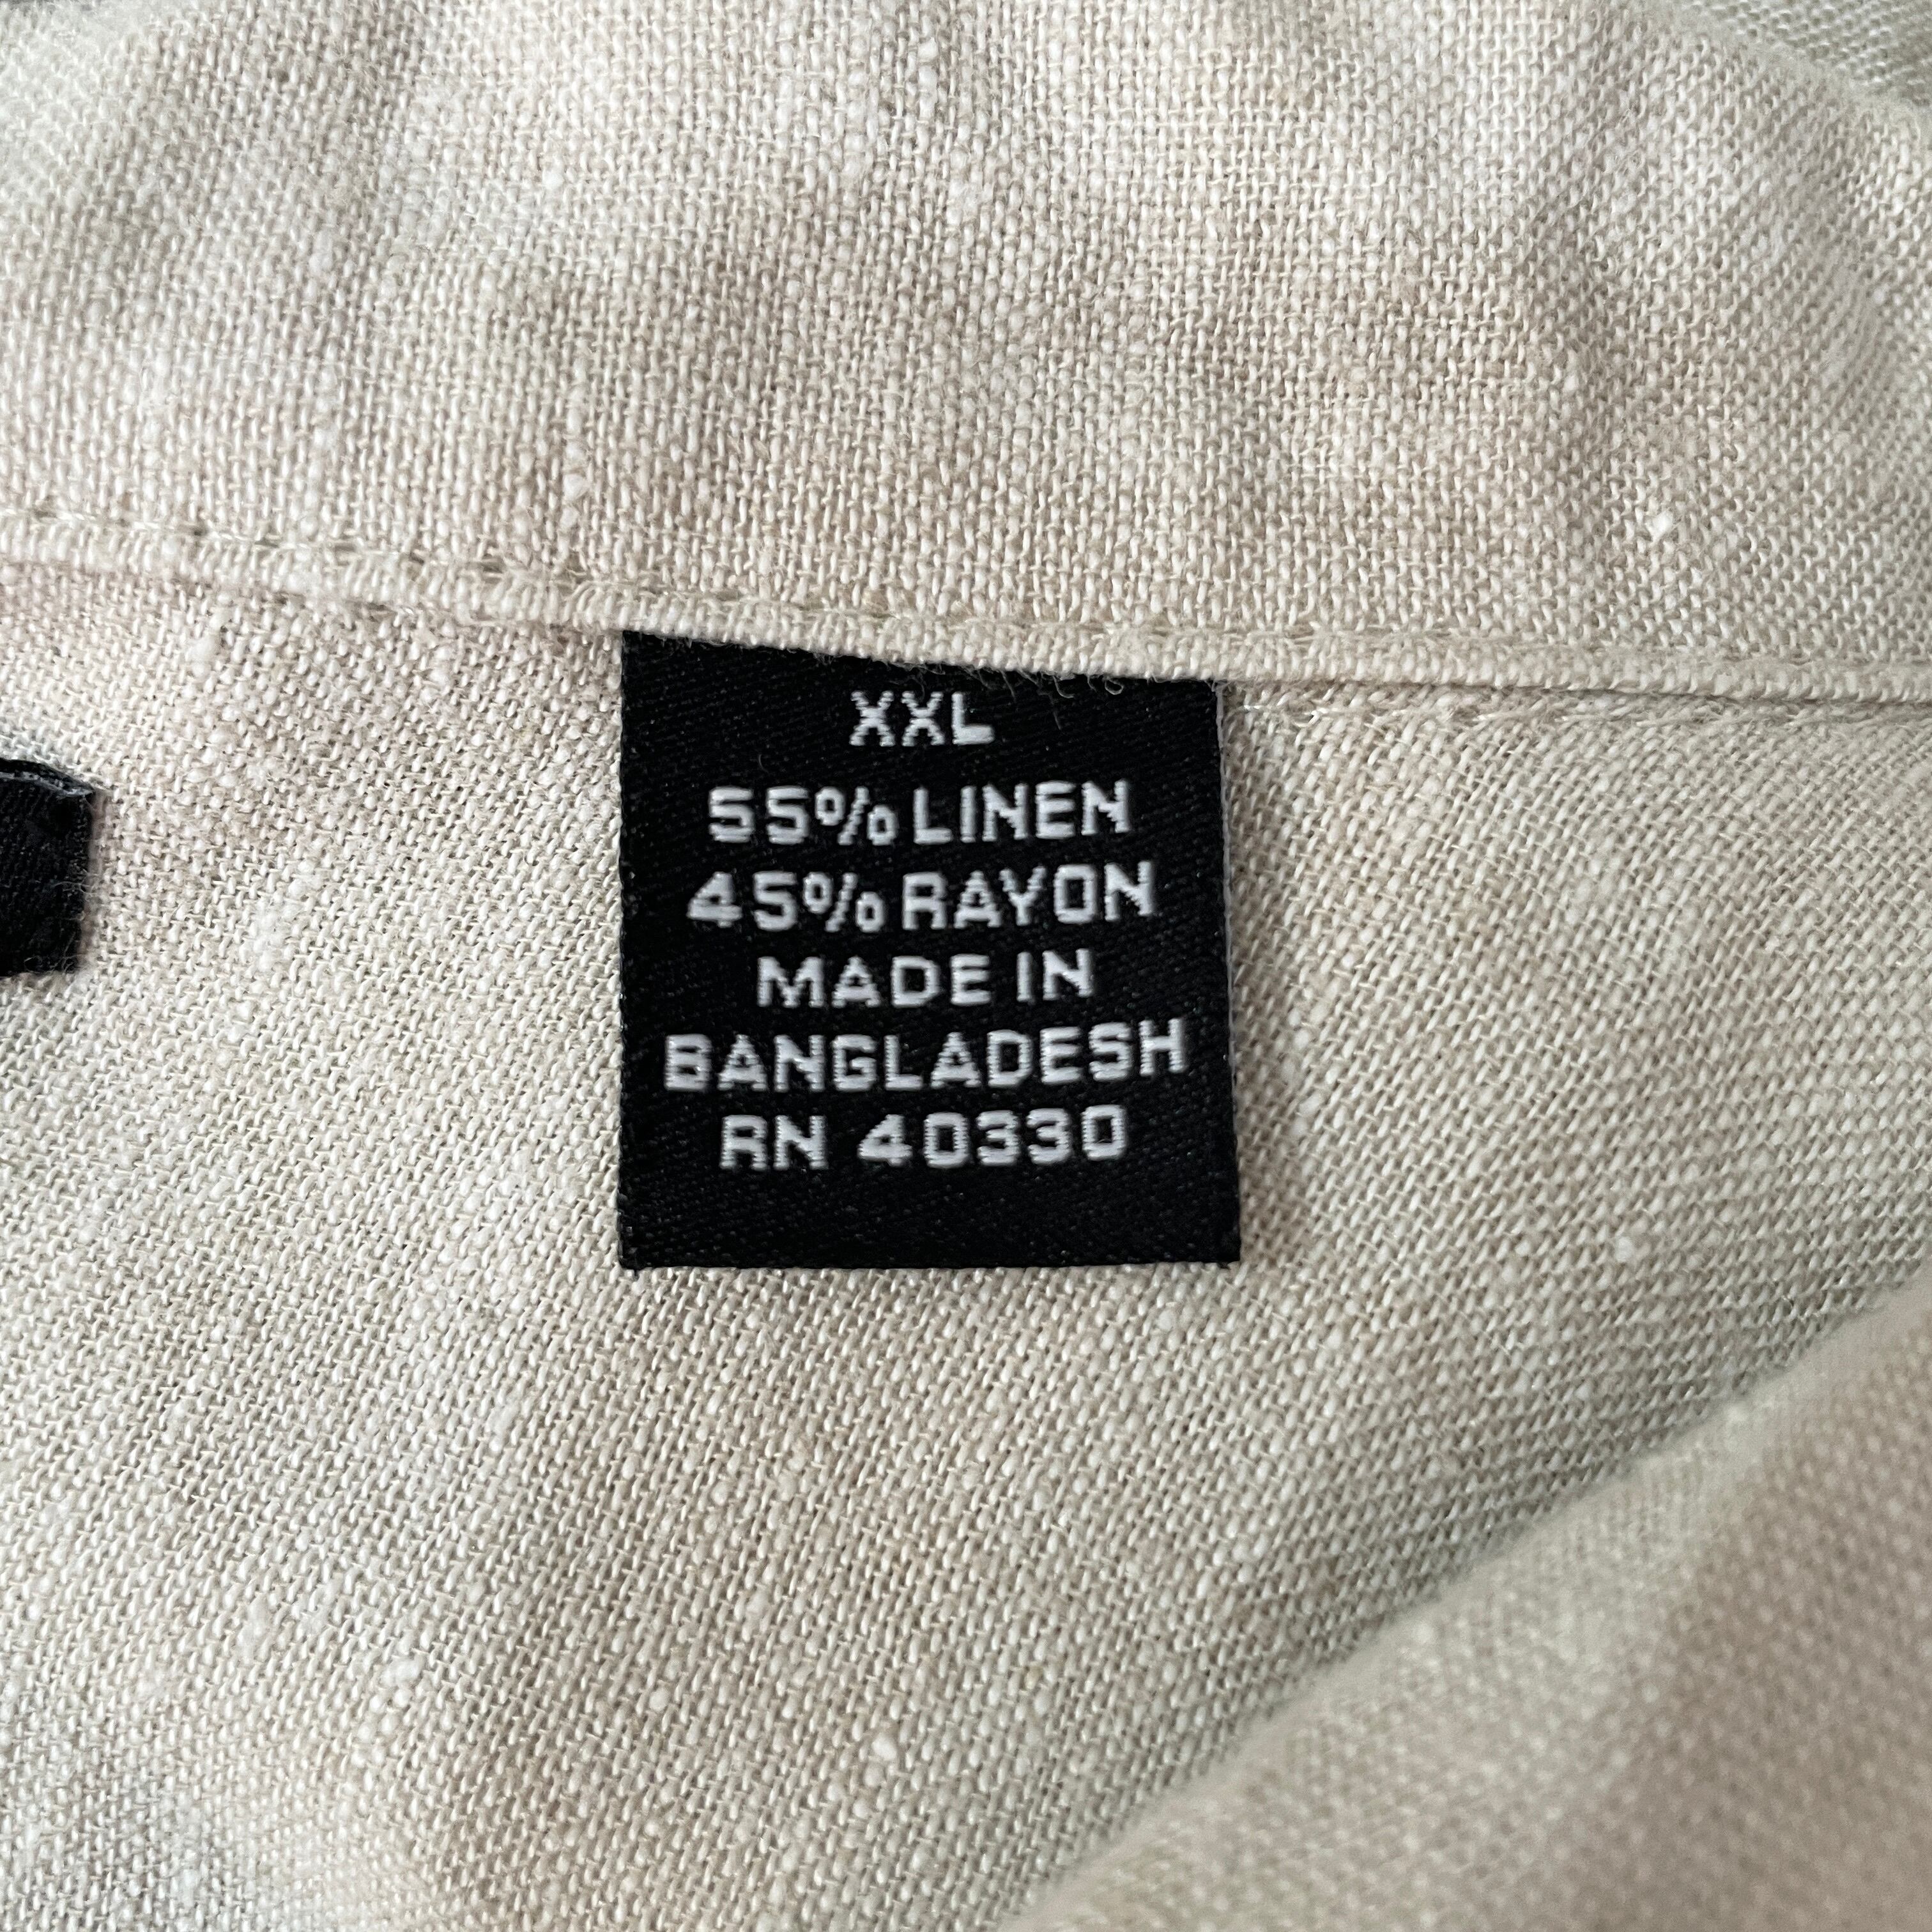 XXL
55% LINEN
45% RAYON
MADE IN
BANGLADESH
RN 40330